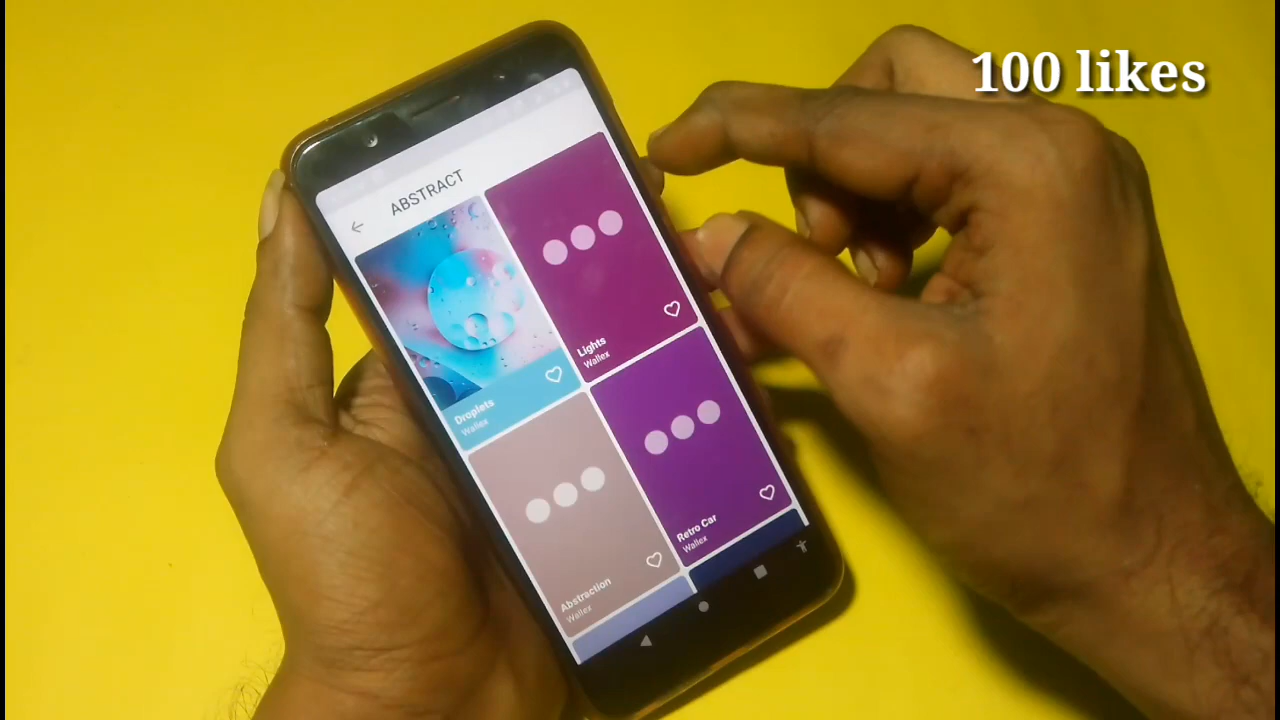 100 likes
ABSTRACT
Droplets
Wallex
Lights
Wallex
Abstraction
Wallex
Retro Car
Wallex